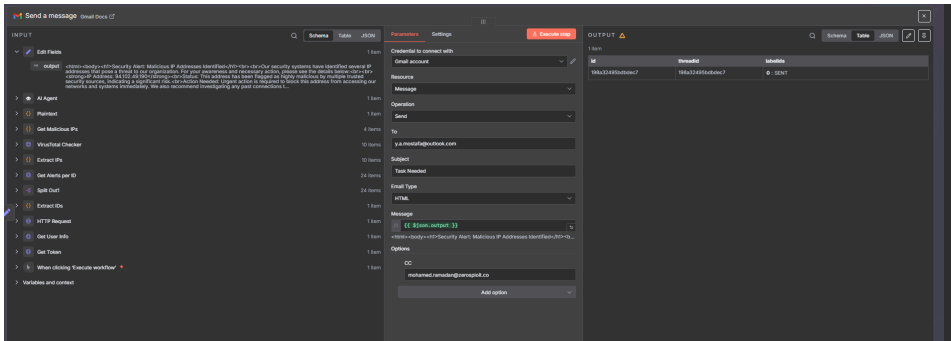 Send a message Gmail Docs
INPUT
Schema Table JSON
Edit Fields 1 item
output <html><body><h1>Security Alert: Malicious IP Addresses Identified</h1><br><br>Our security systems have identified several IP
addresses that pose a threat to our organization. For your awareness and necessary action, please see the details below:<br><br>
security sources, indicating a significant risk.<br>Action Needed: Urgent action is required to block this address from accessing our
networks and systems immediately. We also recommend investigating any past connections t...
AI Agent 1 item
Plaintext 1 item
Get Malicious IPs 4 items
VirusTotal Checker 10 items
Extract IPs 10 items
Get Alerts per ID 24 items
Split Out1 24 items
Extract IDs 1 item
HTTP Request 1 item
Get User Info 1 item
Get Token 1 item
When clicking 'Execute workflow' 1 item
Variables and context
Parameters Settings
Execute step
Credential to connect with
Gmail account
Resource
Message
Operation
Send
To
y.a.mostafa@outlook.com
Subject
Task Needed
Email Type
HTML
Message
{{ $json.output }}
<html><body><h1>Security Alert: Malicious IP Addresses Identified</h1><b...
Options
CC
Add option
OUTPUT
Schema Table JSON
1 item
id threadId labelIds
0 : SENT